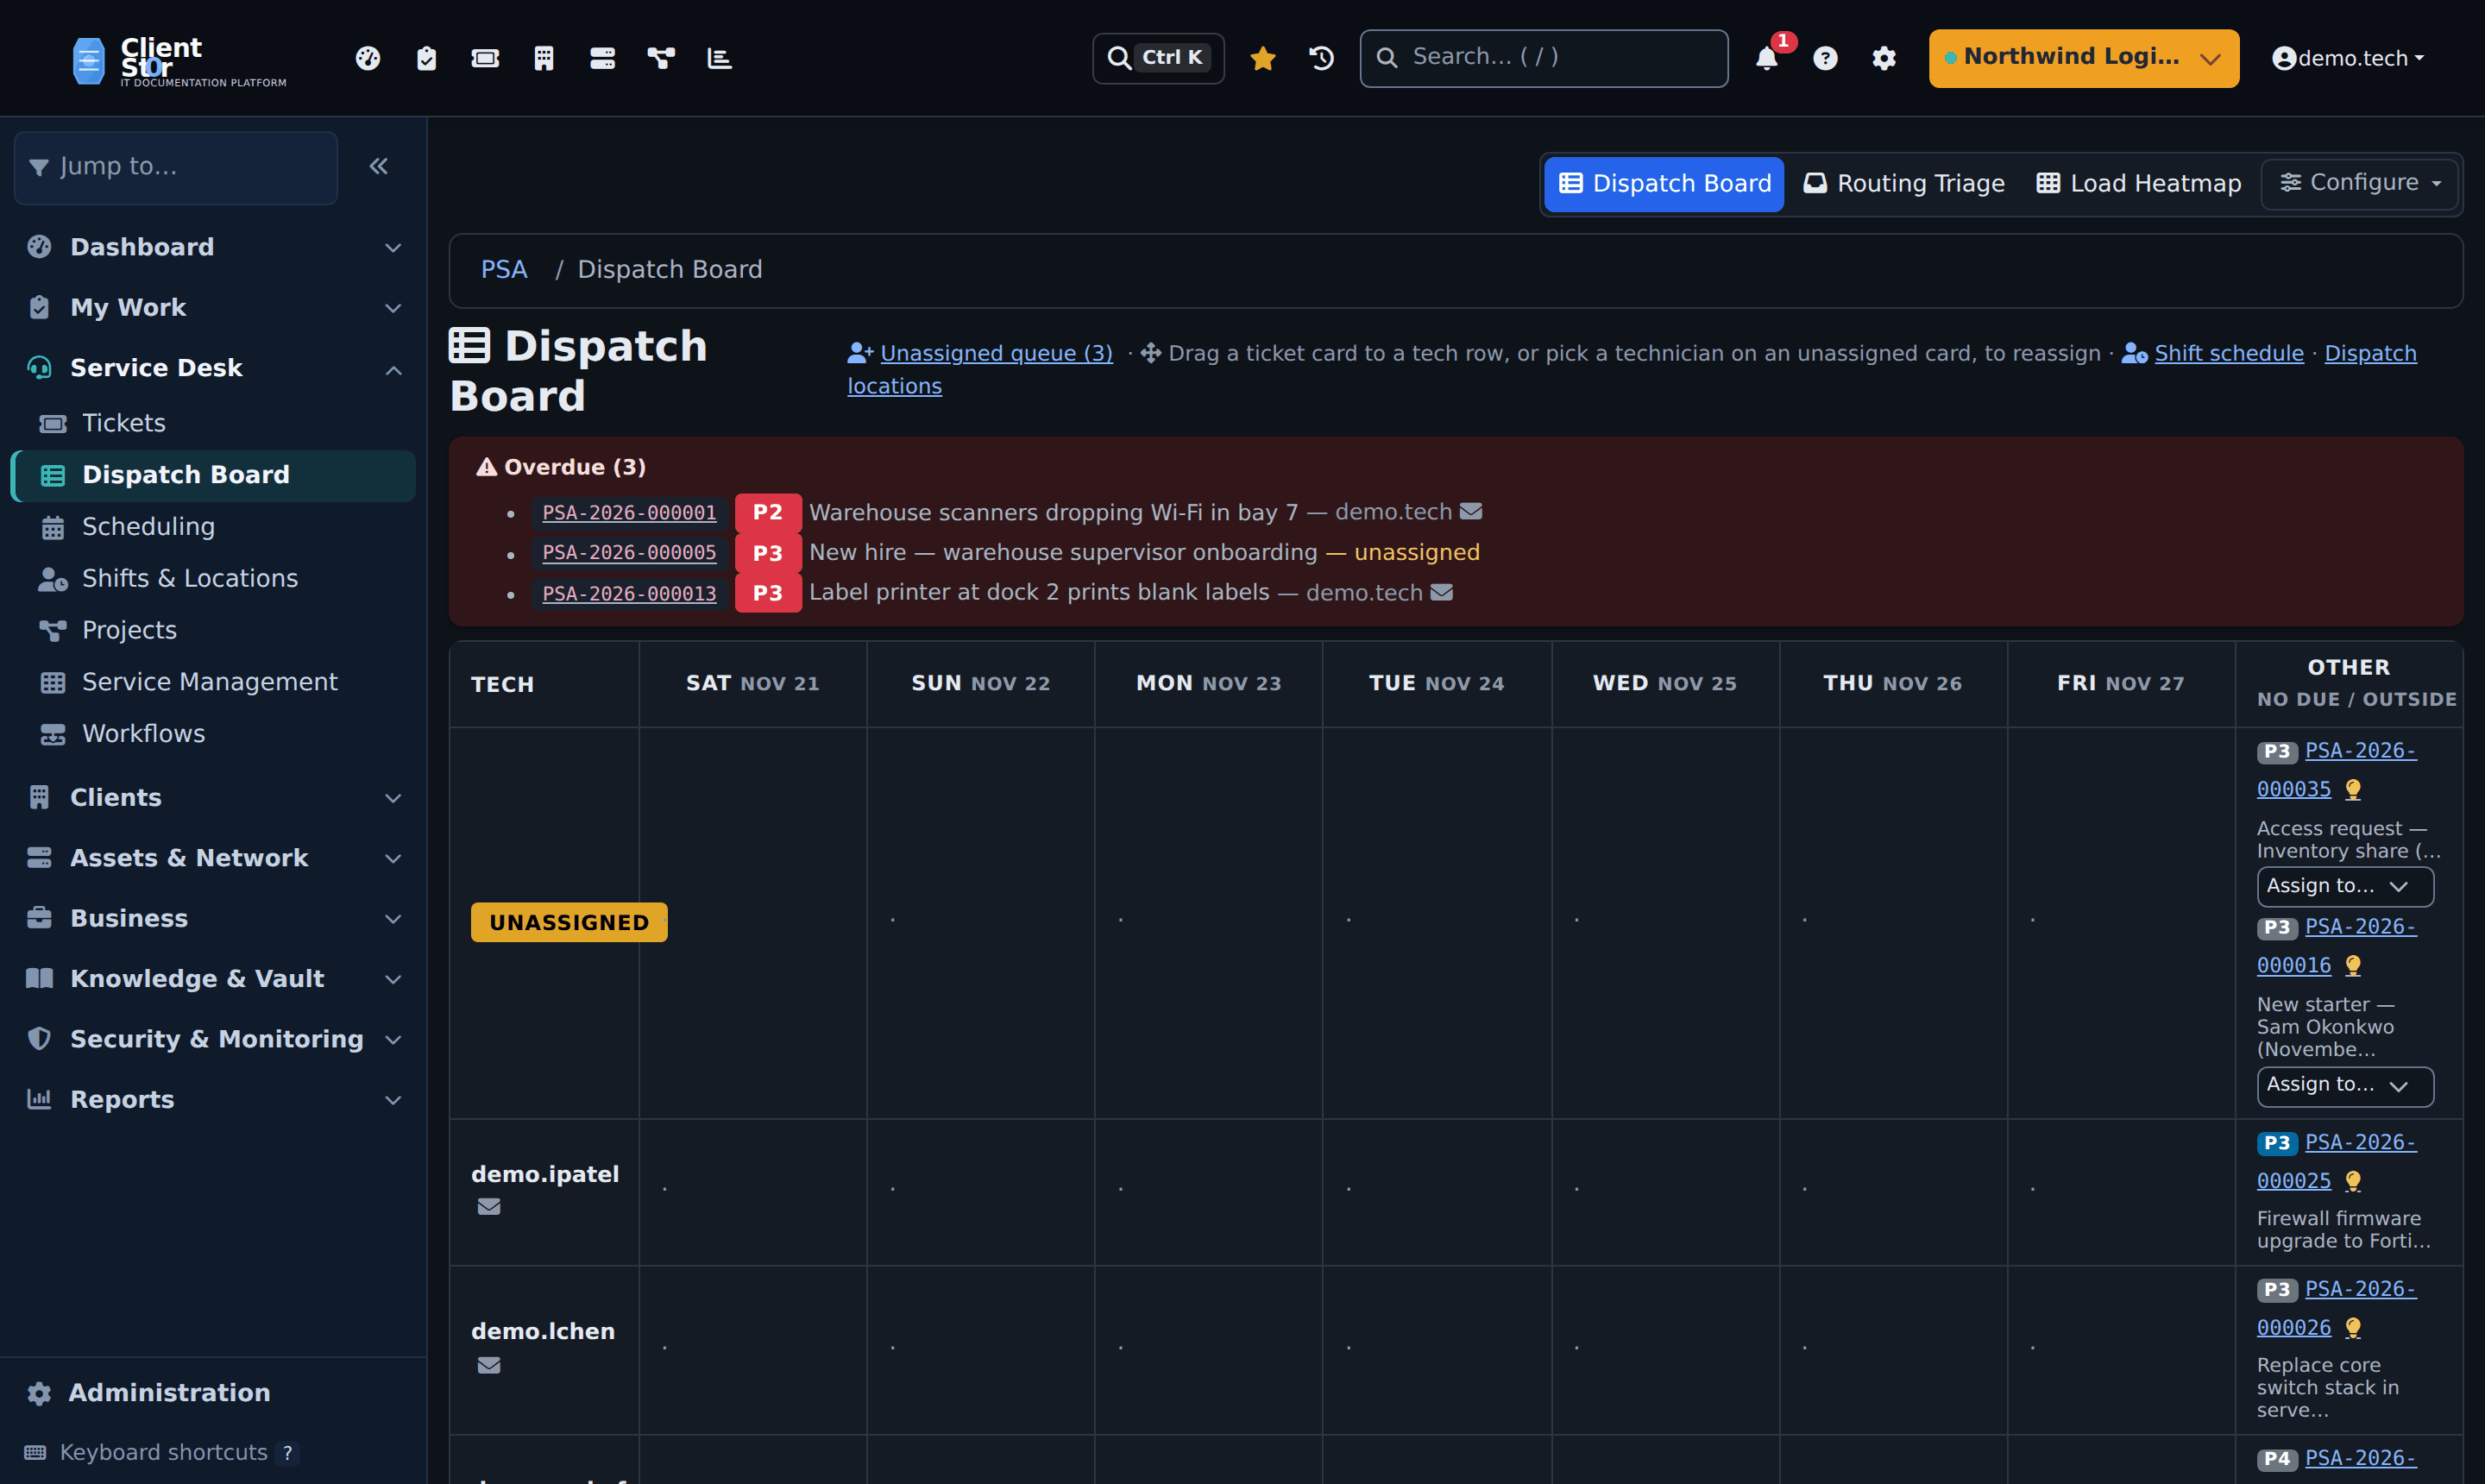 Client
St0r
IT DOCUMENTATION PLATFORM
Ctrl K
Search... ( / )
1
?
Northwind Logi...
demo.tech
Jump to...
Dashboard
My Work
Service Desk
Tickets
Dispatch Board
Scheduling
Shifts & Locations
Projects
Service Management
Workflows
Clients
Assets & Network
Business
Knowledge & Vault
Security & Monitoring
Reports
Administration
Keyboard shortcuts ?
Dispatch Board
Routing Triage
Load Heatmap
Configure
PSA / Dispatch Board
Dispatch
Board
Unassigned queue (3) · Drag a ticket card to a tech row, or pick a technician on an unassigned card, to reassign · Shift schedule · Dispatch
locations
Overdue (3)
PSA-2026-000001 P2 Warehouse scanners dropping Wi-Fi in bay 7 — demo.tech
PSA-2026-000005 P3 New hire — warehouse supervisor onboarding — unassigned
PSA-2026-000013 P3 Label printer at dock 2 prints blank labels — demo.tech
TECH
SAT NOV 21
SUN NOV 22
MON NOV 23
TUE NOV 24
WED NOV 25
THU NOV 26
FRI NOV 27
OTHER
NO DUE / OUTSIDE
UNASSIGNED
· · · · · · ·
P3 PSA-2026-
000035
Access request —
Inventory share (...
Assign to...
P3 PSA-2026-
000016
New starter —
Sam Okonkwo
(Novembe...
Assign to...
demo.ipatel
· · · · · · ·
P3 PSA-2026-
000025
Firewall firmware
upgrade to Forti...
demo.lchen
· · · · · · ·
P3 PSA-2026-
000026
Replace core
switch stack in
serve...
P4 PSA-2026-